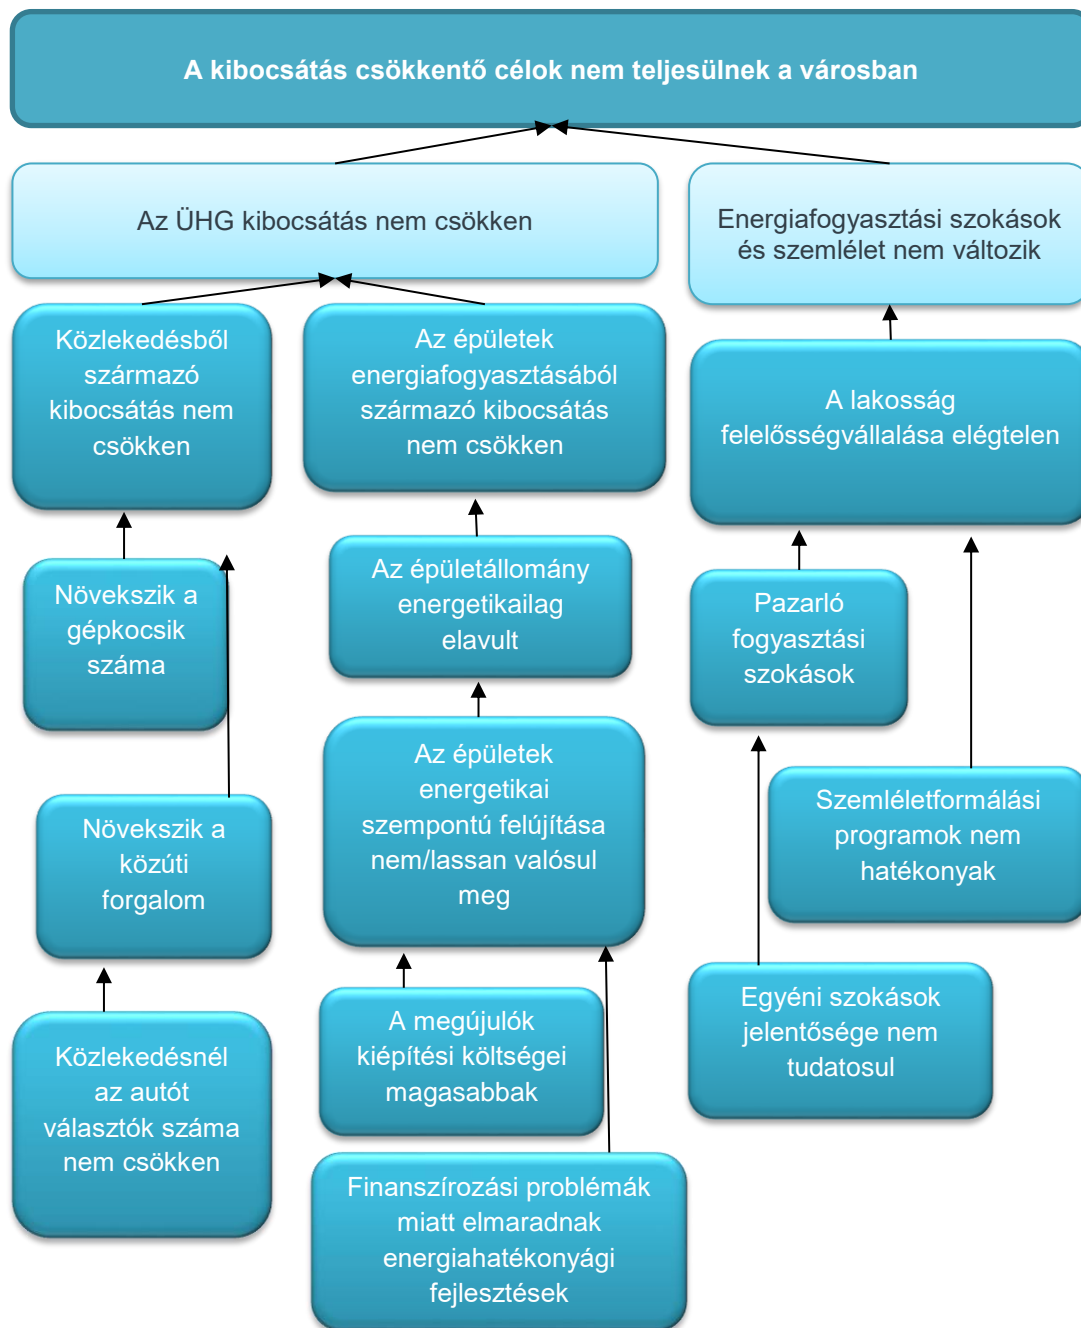 A kibocsátás csökkentő célok nem teljesülnek a városban
Az ÜHG kibocsátás nem csökken
Energiafogyasztási szokások
és szemlélet nem változik
Közlekedésből
származó
kibocsátás nem
csökken
Az épületek
energiafogyasztásából
származó kibocsátás
nem csökken
A lakosság
felelősségvállalása elégtelen
Növekszik a
gépkocsik
száma
Az épületállomány
energetikailag
elavult
Pazarló
fogyasztási
szokások
Növekszik a
közúti
forgalom
Az épületek
energetikai
szempontú felújítása
nem/lassan valósul
meg
Szemléletformálási
programok nem
hatékonyak
Közlekedésnél
az autót
választók száma
nem csökken
A megújulók
kiépítési költségei
magasabbak
Egyéni szokások
jelentősége nem
tudatosul
Finanszírozási problémák
miatt elmaradnak
energiahatékonyági
fejlesztések